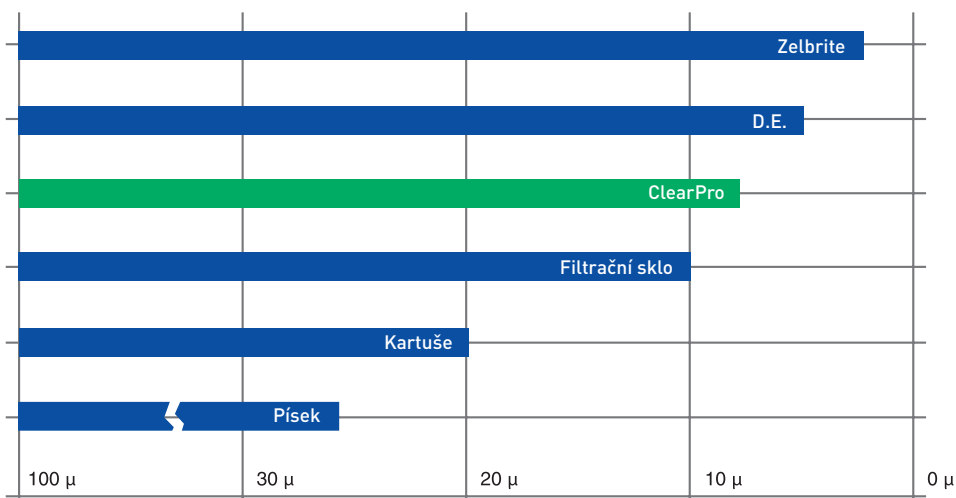 Zelbrite
D.E.
ClearPro
Filtrační sklo
Kartuše
Písek
100 μ 30 μ 20 μ 10 μ 0 μ